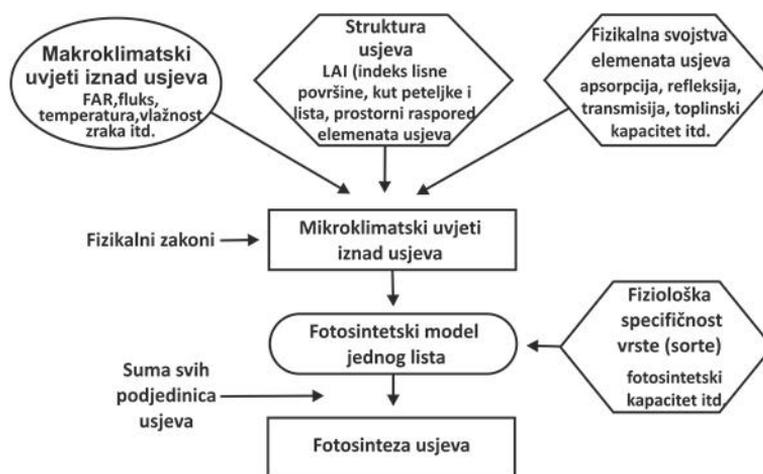 Makroklimatski
uvjeti iznad usjeva
FAR,fluks,
temperatura,vlažnost
zraka itd.
Struktura
usjeva
LAI (indeks lisne
površine, kut peteljke i
lista, prostorni raspored
elemenata usjeva
Fizikalna svojstva
elemenata usjeva
apsorpcija, refleksija,
transmisija, toplinski
kapacitet itd.
Fizikalni zakoni
Mikroklimatski uvjeti
iznad usjeva
Fotosintetski model
jednog lista
Fiziološka
specifičnost
vrste (sorte)
fotosintetski
kapacitet itd.
Suma svih
podjedinica
usjeva
Fotosinteza usjeva